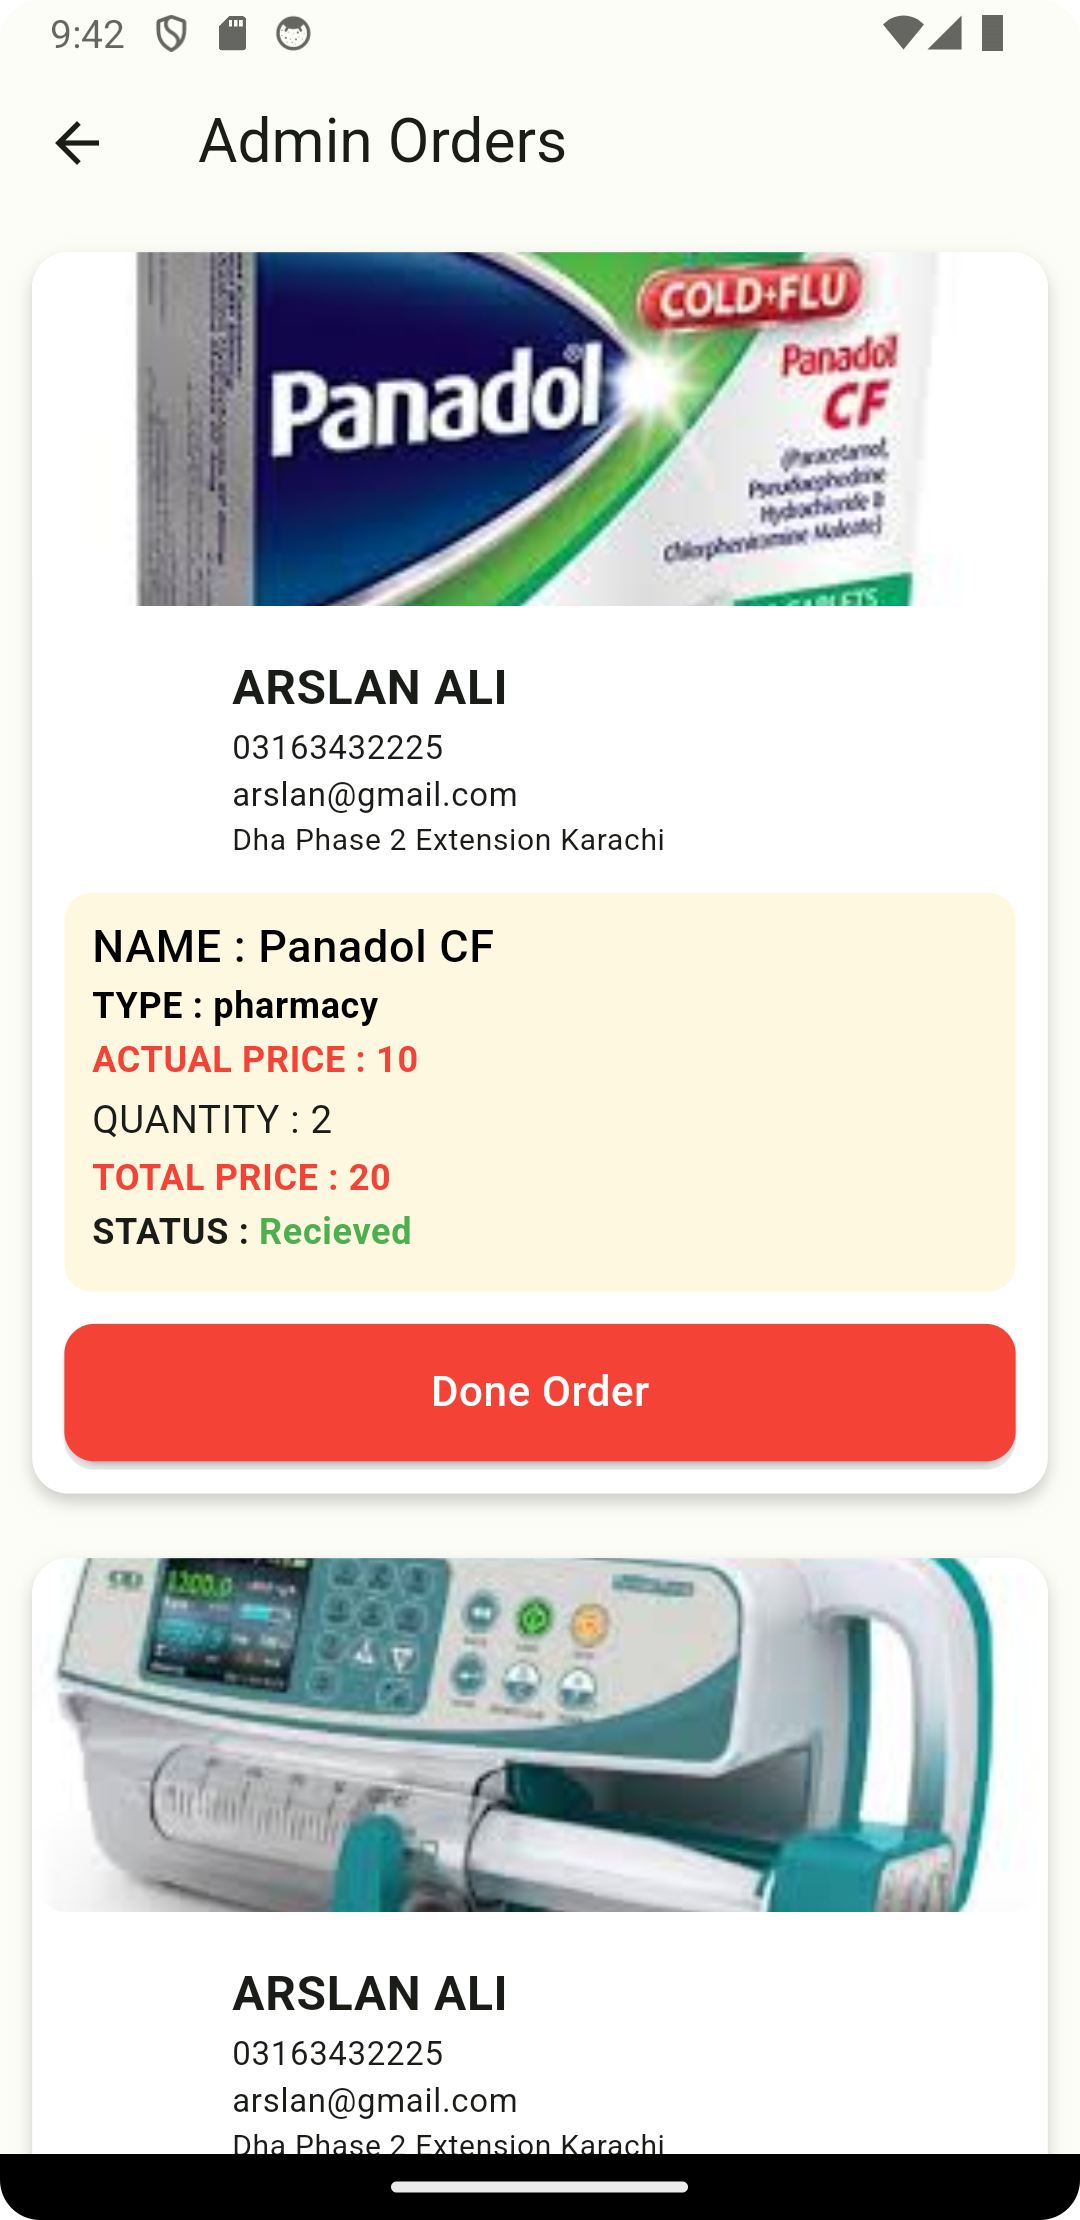 9:42
Admin Orders
COLD+FLU
Panadol®
Panadol
CF
(Paracetamol,
Pseudoephedrine
Hydrochloride &
Chlorpheniramine Maleate)
CAPLETS
ARSLAN ALI
03163432225
arslan@gmail.com
Dha Phase 2 Extension Karachi
NAME : Panadol CF
TYPE : pharmacy
ACTUAL PRICE : 10
QUANTITY : 2
TOTAL PRICE : 20
STATUS : Recieved
Done Order
1200.0
ARSLAN ALI
03163432225
arslan@gmail.com
Dha Phase 2 Extension Karachi